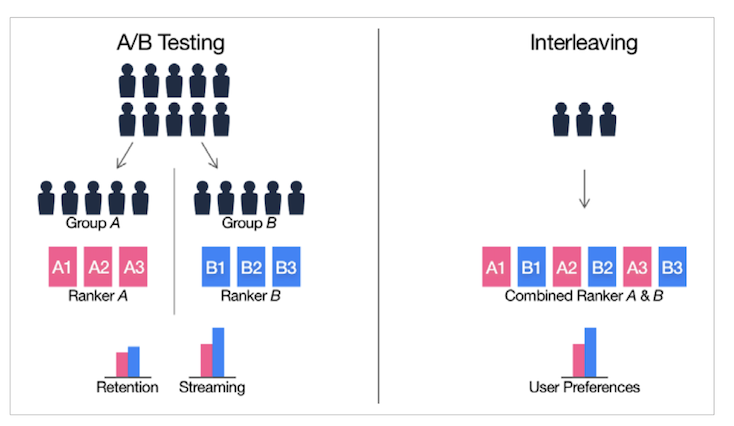 A/B Testing
Interleaving
Group A
Group B
A1 A2 A3
B1 B2 B3
A1 B1 A2 B2 A3 B3
Ranker A
Ranker B
Combined Ranker A & B
Retention
Streaming
User Preferences